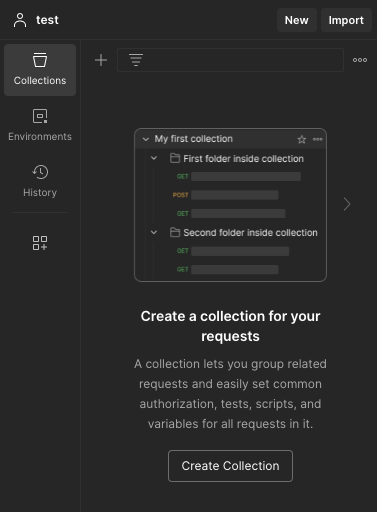 test
New
Import
Collections
Environments
History
My first collection
First folder inside collection
GET
POST
GET
Second folder inside collection
GET
GET
Create a collection for your
requests
A collection lets you group related
requests and easily set common
authorization, tests, scripts, and
variables for all requests in it.
Create Collection